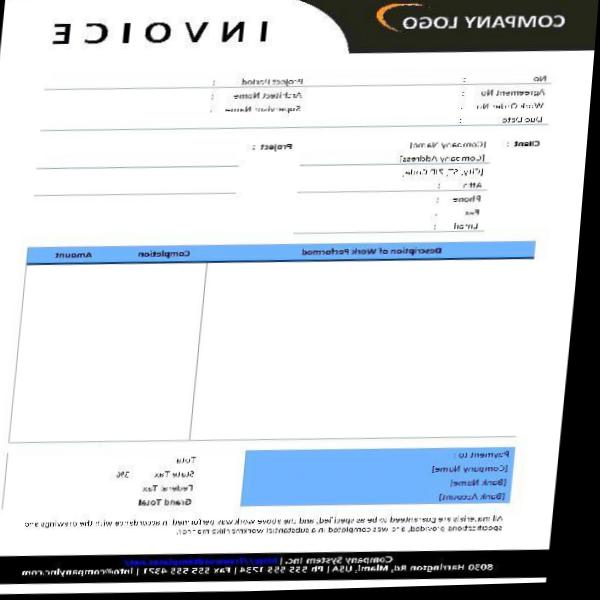 COMPANY LOGO
INVOICE
No :
Agreement No :
Work Order No :
Due Date :
Project Period :
Architect Name :
Supervisor Name :
Client : [Company Name]
[Company Address]
[City, ST, ZIP Code]
Attn :
Phone :
Fax :
Email :
Project :
Description of Work Performed Completion Amount
Payment to :
[Company Name]
[Bank Name]
[Bank Account]
Total
State Tax 3%
Federal Tax
Grand Total
All materials are guaranteed to be as specified, and the above work was performed in accordance with the drawings and
specifications provided, and was completed in a substantial workmanlike manner.
Company System Inc. |
8030 Harrington Rd, Miami, USA | Ph 555 555 1234 | Fax 555 555 4321 | info@companyinc.com